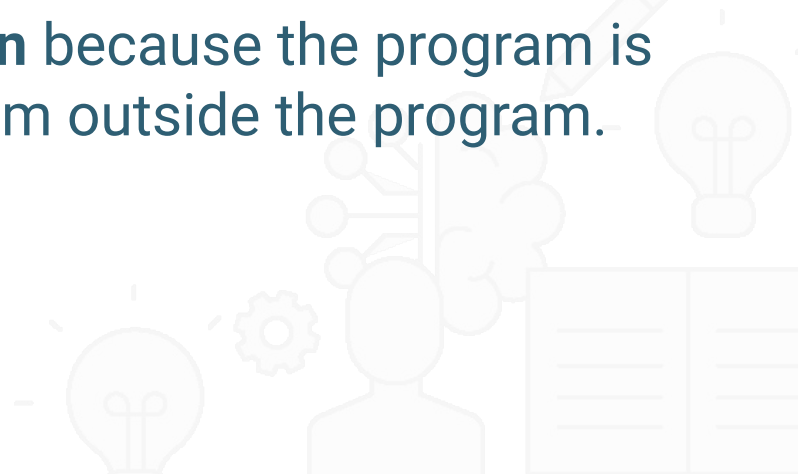 n because the program is
m outside the program.